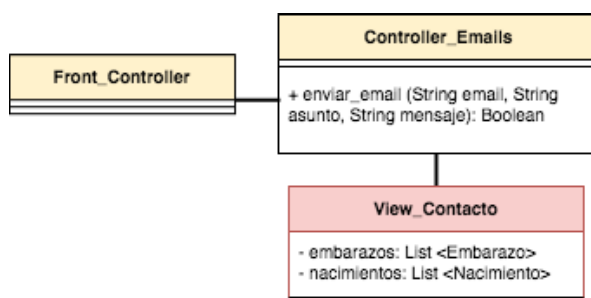 Controller_Emails
Front_Controller
+ enviar_email (String email, String
asunto, String mensaje): Boolean
View_Contacto
- embarazos: List <Embarazo>
- nacimientos: List <Nacimiento>